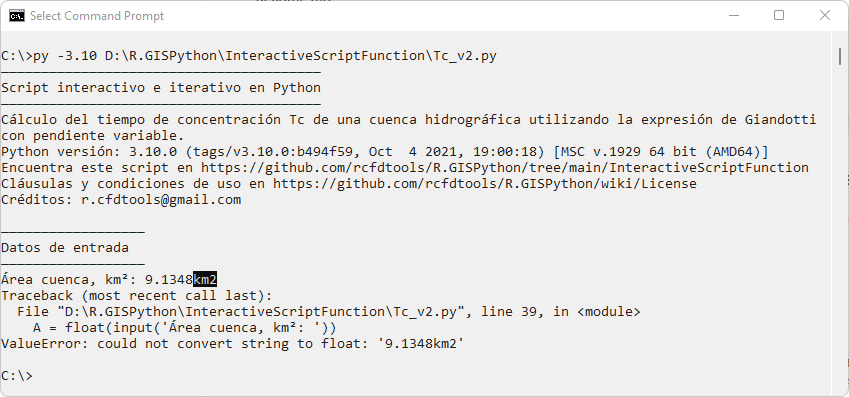 Select Command Prompt
C:\>py -3.10 D:\R.GISPython\InteractiveScriptFunction\Tc_v2.py
Script interactivo e iterativo en Python
Cálculo del tiempo de concentración Tc de una cuenca hidrográfica utilizando la expresión de Giandotti
con pendiente variable.
Python versión: 3.10.0 (tags/v3.10.0:b494f59, Oct  4 2021, 19:00:18) [MSC v.1929 64 bit (AMD64)]
Encuentra este script en https://github.com/rcfdtools/R.GISPython/tree/main/InteractiveScriptFunction
Cláusulas y condiciones de uso en https://github.com/rcfdtools/R.GISPython/wiki/License
Créditos: r.cfdtools@gmail.com
Datos de entrada
Área cuenca, km²: 9.1348km2
Traceback (most recent call last):
  File "D:\R.GISPython\InteractiveScriptFunction\Tc_v2.py", line 39, in <module>
    A = float(input('Área cuenca, km²: '))
ValueError: could not convert string to float: '9.1348km2'
C:\>